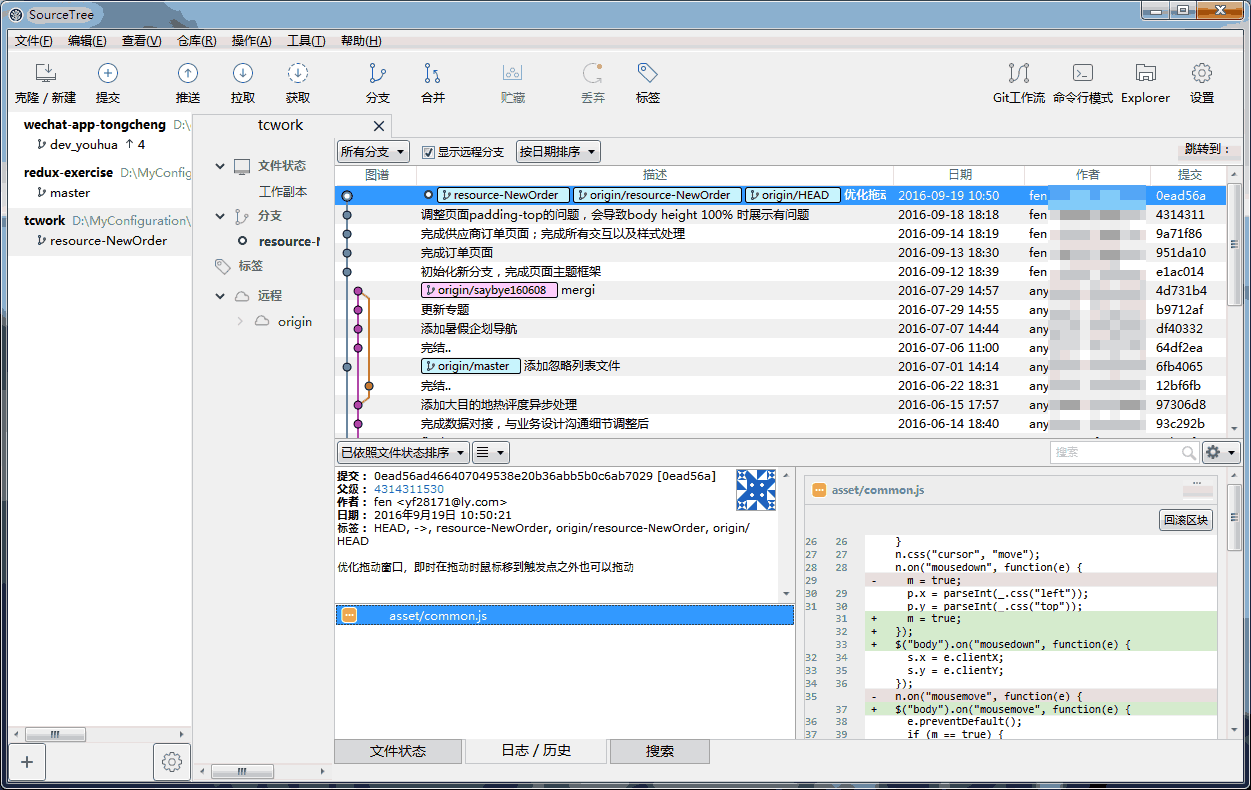 SourceTree
文件(F) 编辑(E) 查看(V) 仓库(R) 操作(A) 工具(T) 帮助(H)
克隆 / 新建 提交 推送 拉取 获取 分支 合并 贮藏 丢弃 标签 Git工作流 命令行模式 Explorer 设置
wechat-app-tongcheng D:\
dev_youhua 4
redux-exercise D:\MyConfig
master
tcwork D:\MyConfiguration\
resource-NewOrder
tcwork
文件状态
工作副本
分支
resource-N
标签
远程
origin
所有分支 显示远程分支 按日期排序 跳转到：
图谱 描述 日期 作者 提交
resource-NewOrder origin/resource-NewOrder origin/HEAD 优化拖动 2016-09-19 10:50 fen 0ead56a
调整页面padding-top的问题，会导致body height 100% 时展示有问题 2016-09-18 18:18 fen 4314311
完成供应商订单页面；完成所有交互以及样式处理 2016-09-14 18:19 fen 9a71f86
完成订单页面 2016-09-13 18:30 fen 951da10
初始化新分支，完成页面主题框架 2016-09-12 18:39 fen e1ac014
origin/saybye160608 mergi 2016-07-29 14:57 any 4d731b4
更新专题 2016-07-29 14:55 any b9712af
添加暑假企划导航 2016-07-07 14:44 any df40332
完结.. 2016-07-06 11:00 any 64df2ea
origin/master 添加忽略列表文件 2016-07-01 14:14 any 6fb4065
完结.. 2016-06-22 18:31 any 12bf6fb
添加大目的地热评度异步处理 2016-06-15 17:57 any 97306d8
完成数据对接，与业务设计沟通细节调整后 2016-06-14 18:40 any 93c292b
已依照文件状态排序 搜索
提交： 0ead56ad466407049538e20b36abb5b0c6ab7029 [0ead56a]
父级： 4314311530
作者： fen <yf28171@ly.com>
日期： 2016年9月19日 10:50:21
标签： HEAD, ->, resource-NewOrder, origin/resource-NewOrder, origin/
HEAD
优化拖动窗口，即时在拖动时鼠标移到触发点之外也可以拖动
asset/common.js
asset/common.js
回滚区块
26 26 }
27 27 n.css("cursor", "move");
28 28 n.on("mousedown", function(e) {
29 - m = true;
30 29 p.x = parseInt(_.css("left"));
31 30 p.y = parseInt(_.css("top"));
31 + m = true;
32 + });
33 + $("body").on("mousedown", function(e) {
32 34 s.x = e.clientX;
33 35 s.y = e.clientY;
34 36 });
35 - n.on("mousemove", function(e) {
37 + $("body").on("mousemove", function(e) {
36 38 e.preventDefault();
37 39 if (m == true) {
文件状态 日志 / 历史 搜索